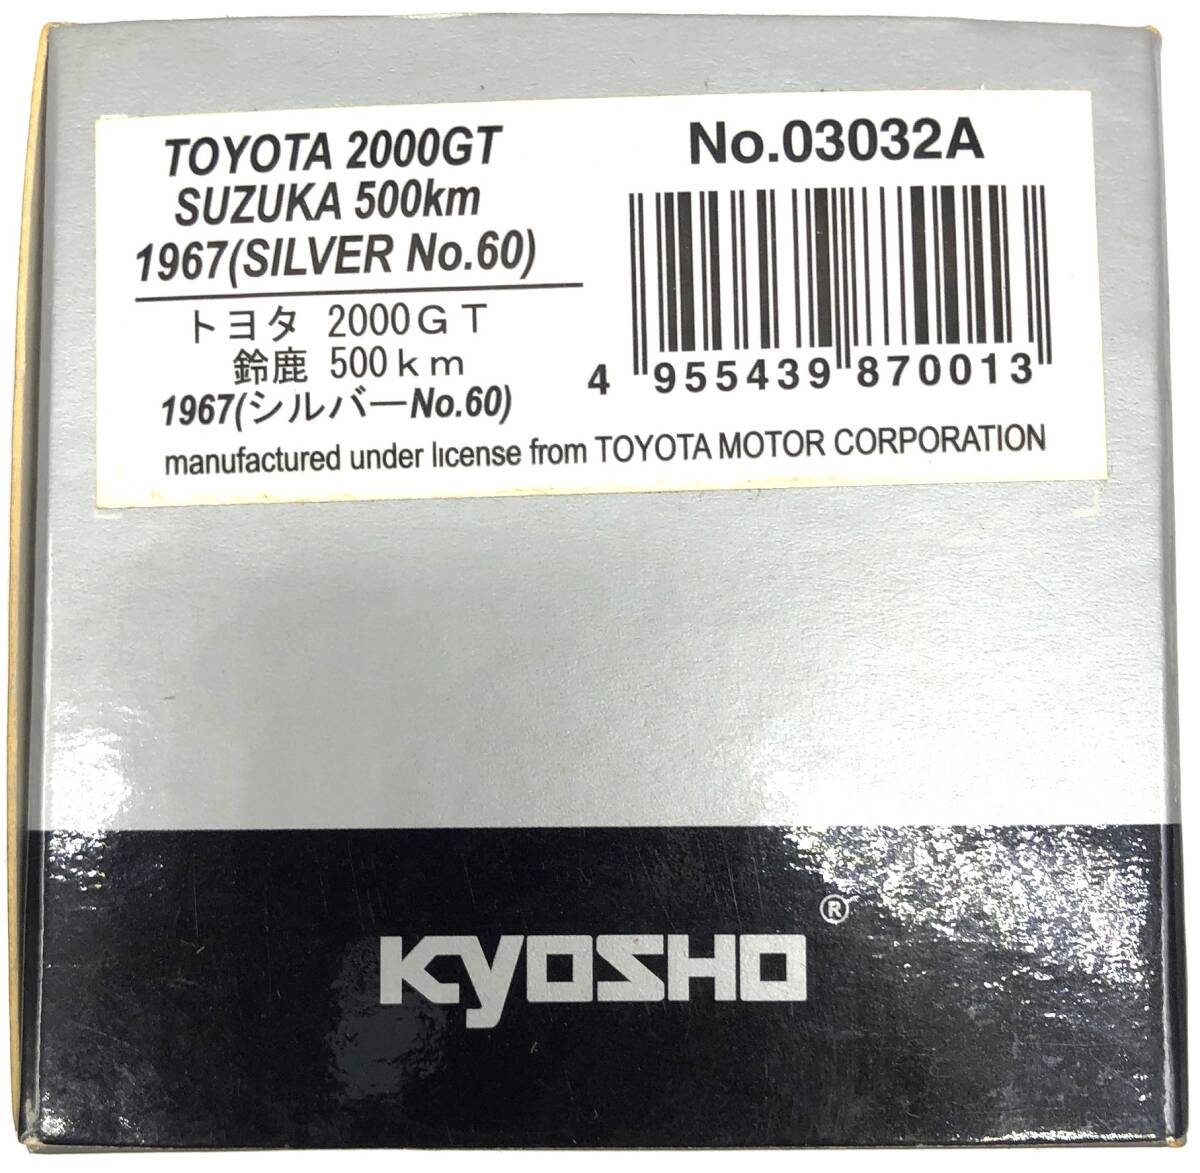 TOYOTA 2000GT
SUZUKA 500km
1967(SILVER No.60)
トヨタ 2000GT
鈴鹿 500km
1967(シルバーNo.60)
No.03032A
4 955439 870013
manufactured under license from TOYOTA MOTOR CORPORATION
KYOSHO®